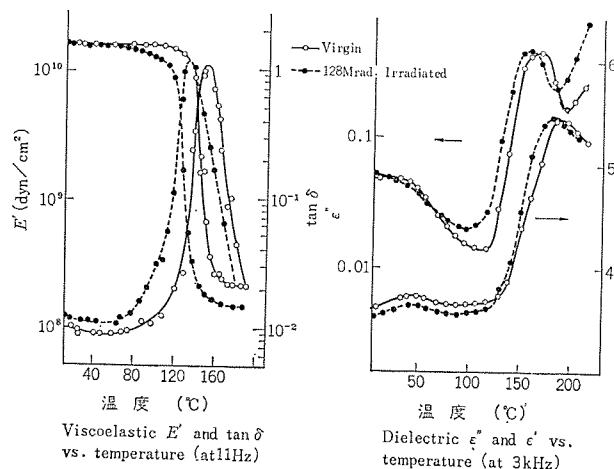 10¹⁰
10⁹
10⁸
E′ (dyn/cm²)
40 80 120 160
温度 (℃)
1
10⁻¹
10⁻²
tan δ
Virgin
128Mrad. Irradiated
ε″
0.1
0.01
6
5
4
50 100 150 200
温度 (℃)
Viscoelastic E′ and tan δ
vs. temperature (at 11Hz)
Dielectric ε″ and ε′ vs.
temperature (at 3kHz)